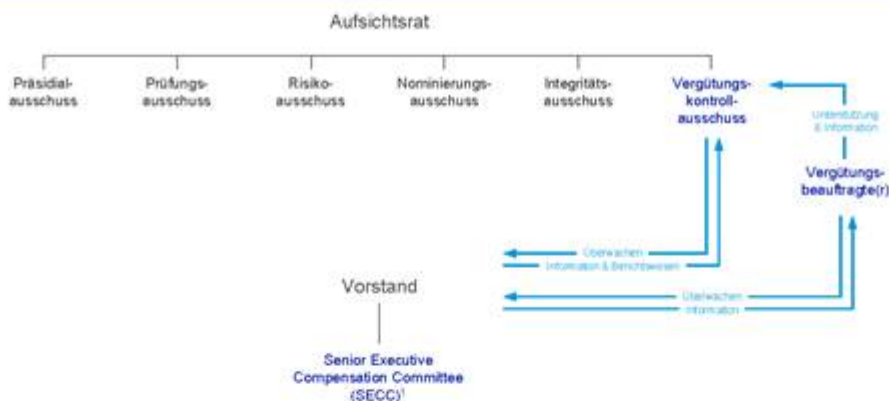 Aufsichtsrat
Präsidial-
ausschuss
Prüfungs-
ausschuss
Risiko-
ausschuss
Nominierungs-
ausschuss
Integritäts-
ausschuss
Vergütungs-
kontroll-
ausschuss
Unterstützung
& Information
Vergütungs-
beauftragte(r)
Überwachen
Information & Berichtswesen
Vorstand
Überwachen
Information
Senior Executive
Compensation Committee
(SECC)¹